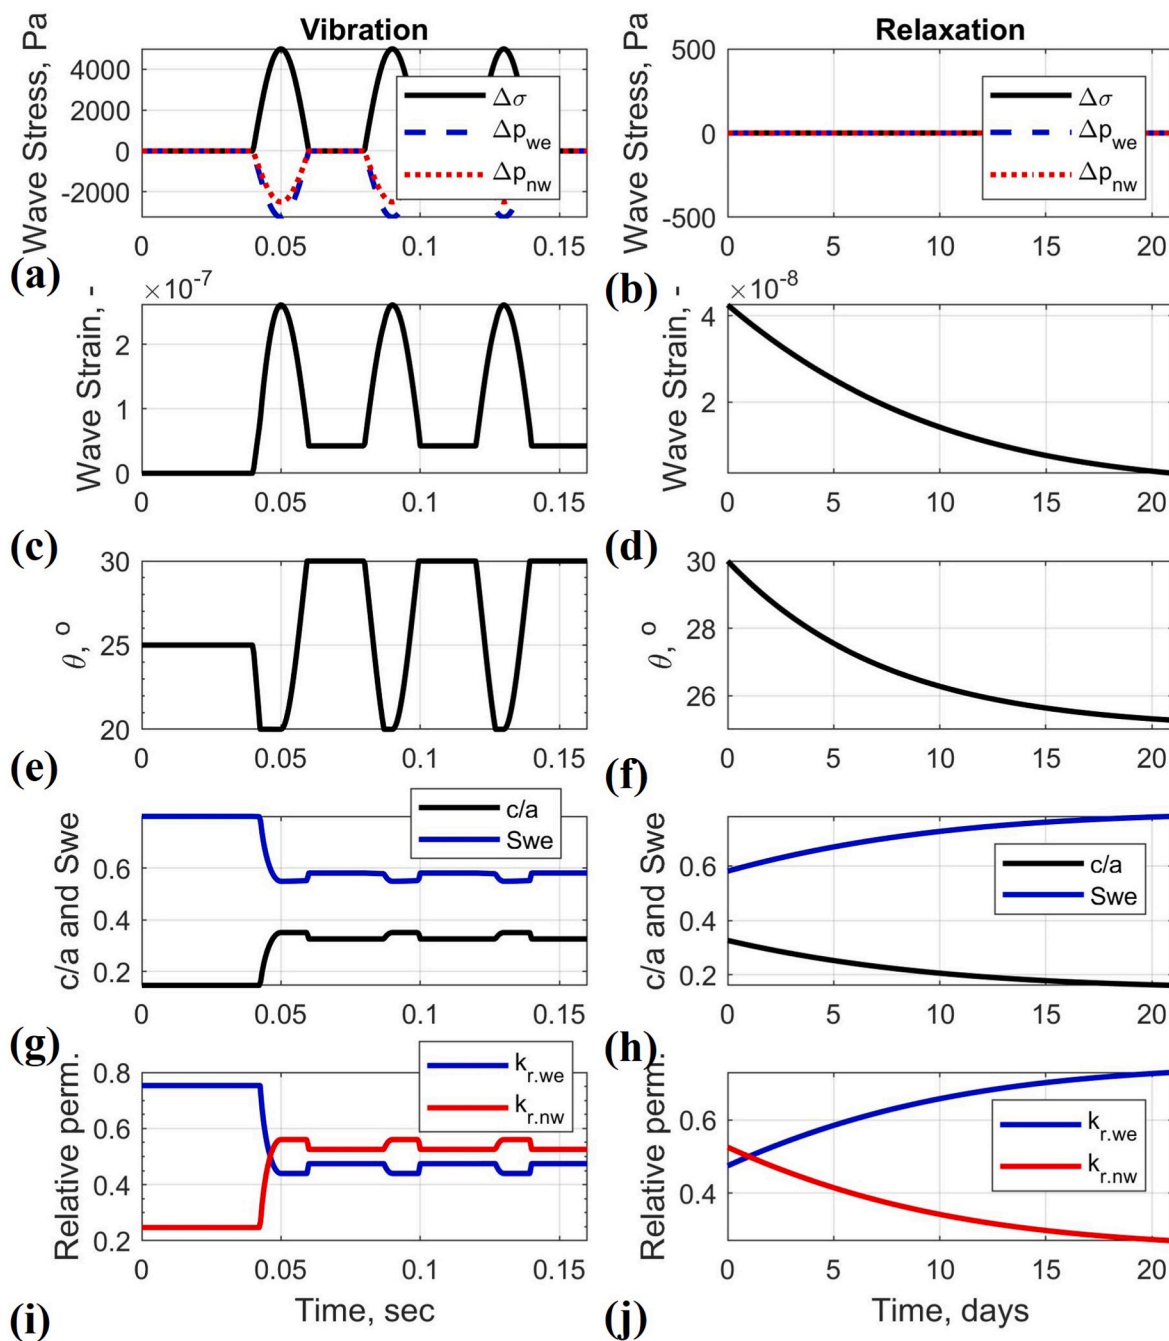 Vibration
Relaxation
Wave Stress, Pa
4000
2000
0
-2000
Δσ
Δp_we
Δp_nw
0 0.05 0.1 0.15
(a)
Wave Stress, Pa
500
0
-500
Δσ
Δp_we
Δp_nw
0 5 10 15 20
(b)
×10^-7
Wave Strain, -
2
1
0
0 0.05 0.1 0.15
(c)
×10^-8
Wave Strain, -
4
2
0 5 10 15 20
(d)
θ, °
30
25
20
0 0.05 0.1 0.15
(e)
θ, °
30
28
26
0 5 10 15 20
(f)
c/a and Swe
0.6
0.4
0.2
c/a
Swe
0 0.05 0.1 0.15
(g)
c/a and Swe
0.6
0.4
0.2
c/a
Swe
0 5 10 15 20
(h)
Relative perm.
0.8
0.6
0.4
0.2
k_r.we
k_r.nw
0 0.05 0.1 0.15
Time, sec
(i)
Relative perm.
0.6
0.4
k_r.we
k_r.nw
0 5 10 15 20
Time, days
(j)